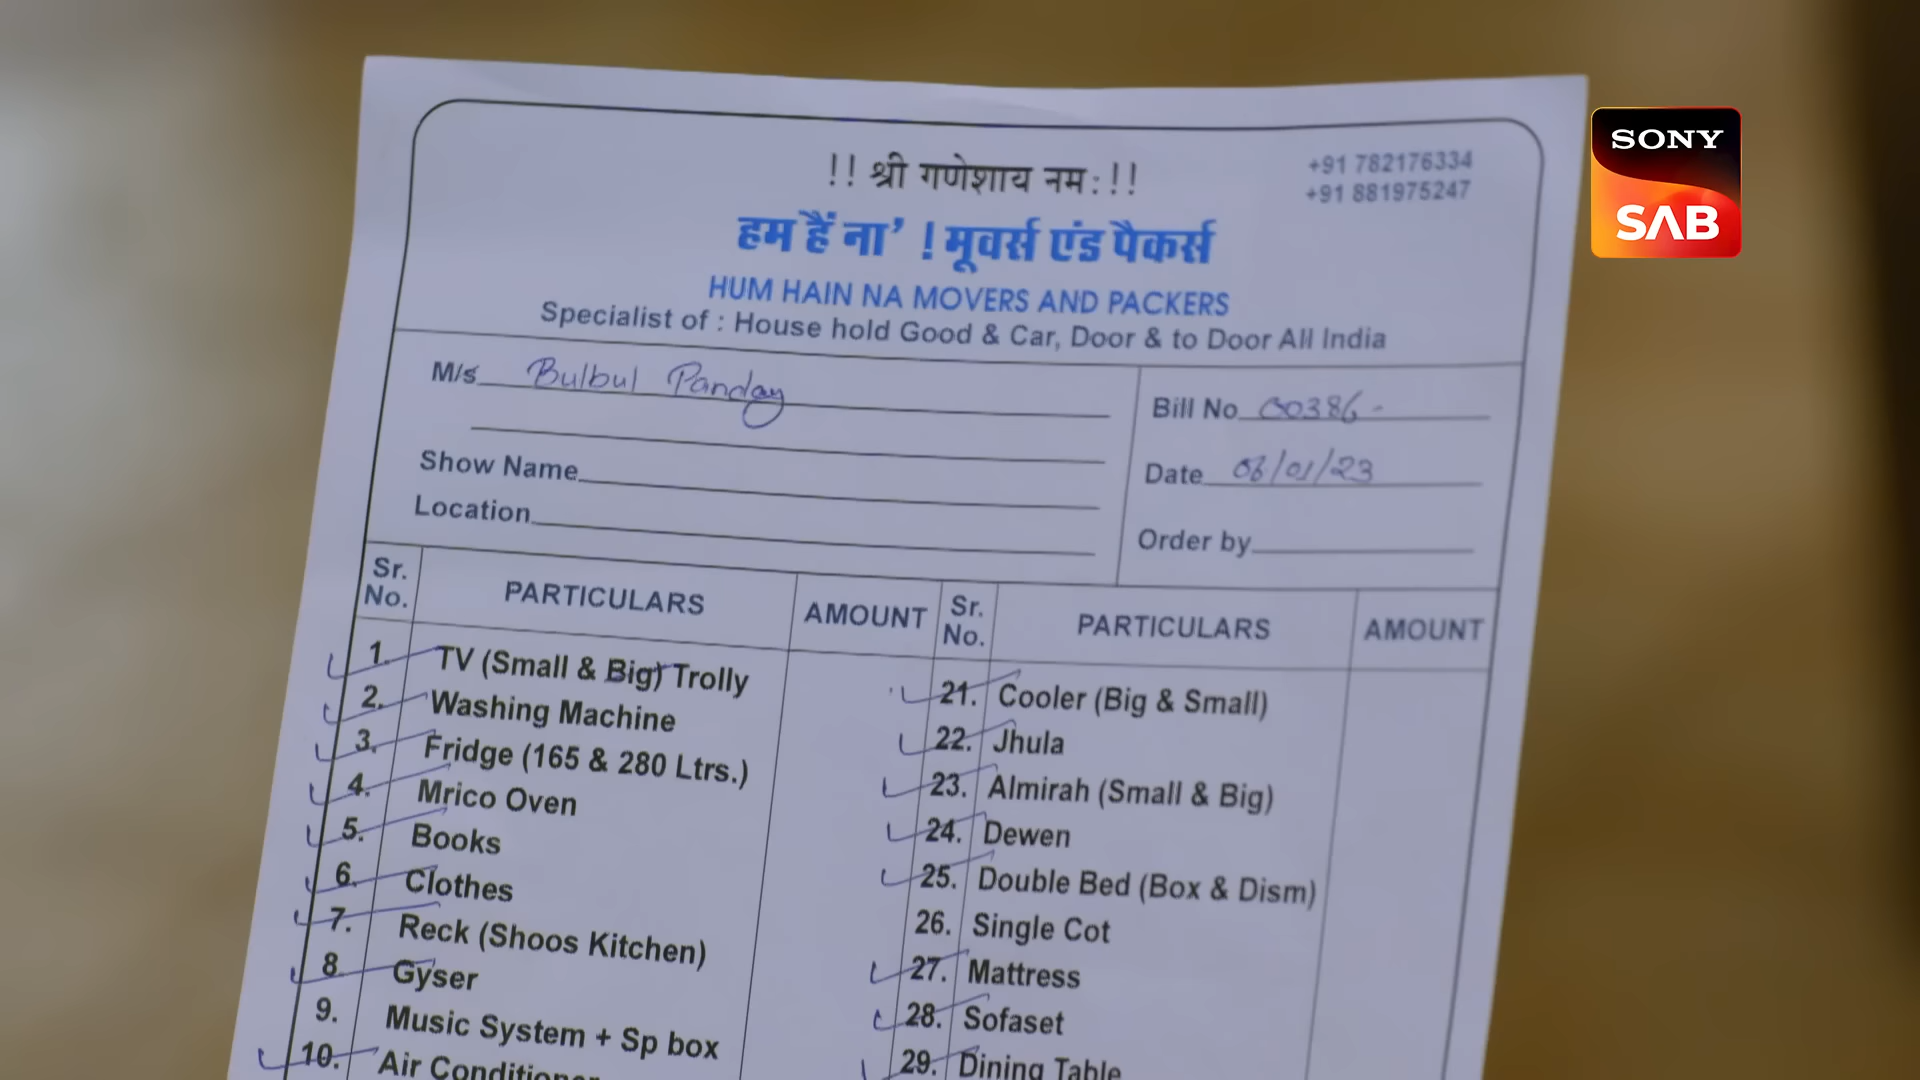 !! श्री गणेशाय नमः !!
+91 782176334
+91 881975247
SONY
SAB
हम हैं ना’ ! मूवर्स एंड पैकर्स
HUM HAIN NA MOVERS AND PACKERS
Specialist of : House hold Good & Car, Door & to Door All India
M/s Bulbul Panday
Bill No 00386 -
Show Name
Date 06/01/23
Location
Order by
Sr. No. PARTICULARS AMOUNT Sr. No. PARTICULARS AMOUNT
1. TV (Small & Big) Trolly
2. Washing Machine
3. Fridge (165 & 280 Ltrs.)
4. Mrico Oven
5. Books
6. Clothes
7. Reck (Shoos Kitchen)
8. Gyser
9. Music System + Sp box
10. Air Conditioner
21. Cooler (Big & Small)
22. Jhula
23. Almirah (Small & Big)
24. Dewen
25. Double Bed (Box & Dism)
26. Single Cot
27. Mattress
28. Sofaset
29. Dining Table